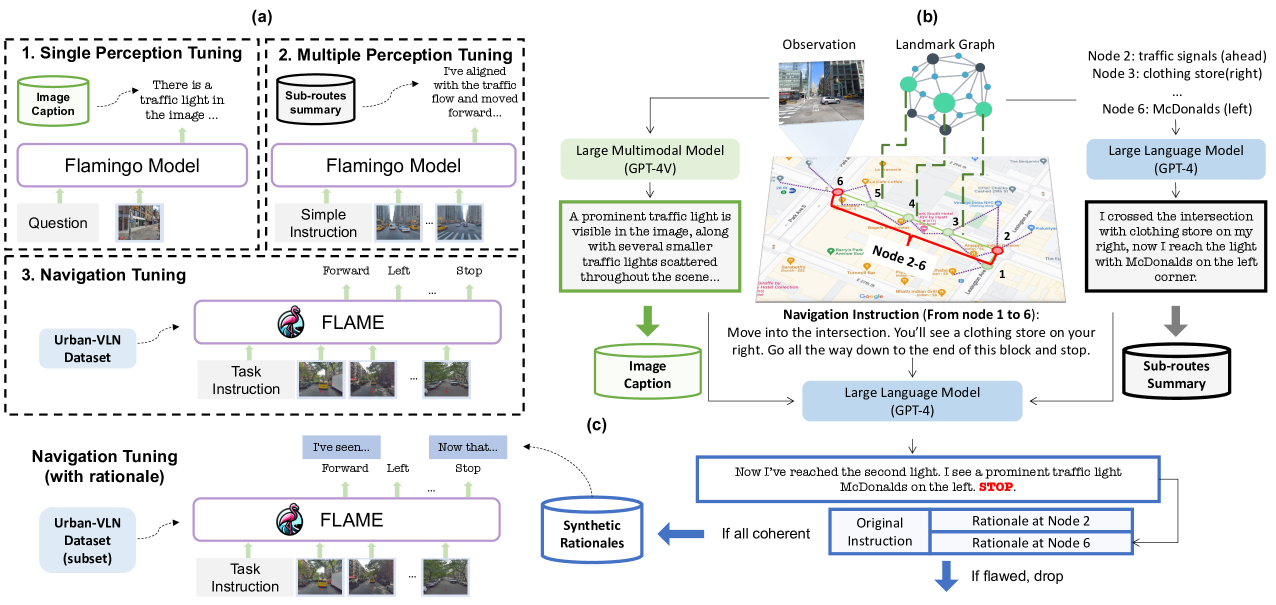 (a)
1. Single Perception Tuning
Image
Caption
There is a
traffic light in
the image ...
Flamingo Model
Question
2. Multiple Perception Tuning
Sub-routes
summary
I've aligned
with the traffic
flow and moved
forward...
Flamingo Model
Simple
Instruction
...
3. Navigation Tuning
Forward Left Stop
...
FLAME
Urban-VLN
Dataset
Task
Instruction
...
Navigation Tuning
(with rationale)
I've seen... Now that...
Forward Left Stop
...
FLAME
Urban-VLN
Dataset
(subset)
Task
Instruction
...
(b)
Observation
Landmark Graph
Node 2: traffic signals (ahead)
Node 3: clothing store(right)
...
Node 6: McDonalds (left)
Large Multimodal Model
(GPT-4V)
A prominent traffic light is
visible in the image, along
with several smaller
traffic lights scattered
throughout the scene...
Image
Caption
6
5
4
3
2
1
Node 2-6
Park Ave S
Lexington Ave
Google
Large Language Model
(GPT-4)
I crossed the intersection
with clothing store on my
right, now I reach the light
with McDonalds on the left
corner.
Sub-routes
Summary
Navigation Instruction (From node 1 to 6):
Move into the intersection. You'll see a clothing store on your
right. Go all the way down to the end of this block and stop.
Large Language Model
(GPT-4)
(c)
Now I've reached the second light. I see a prominent traffic light
McDonalds on the left. STOP.
Original
Instruction
Rationale at Node 2
Rationale at Node 6
If all coherent
Synthetic
Rationales
If flawed, drop